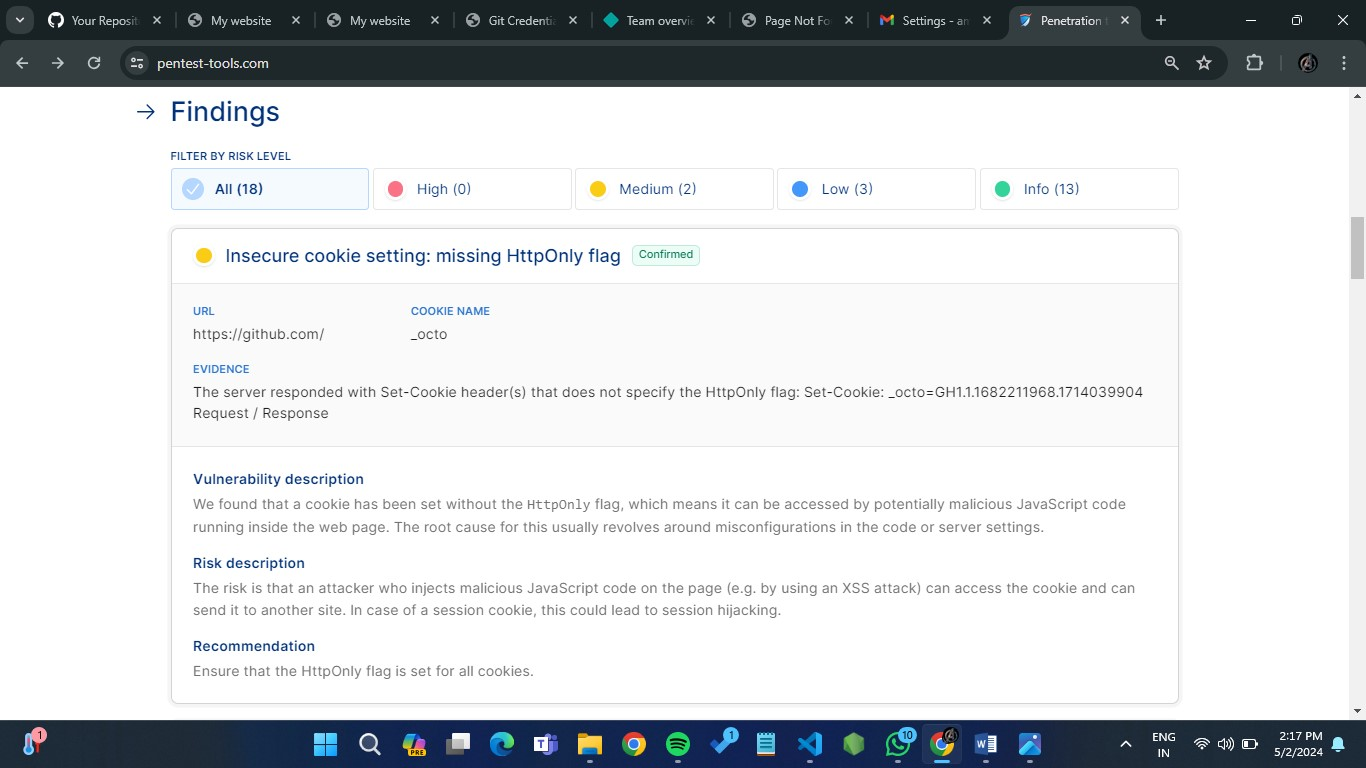 Your Reposit
My website
My website
Git Credentia
Team overvie
Page Not Fo
Settings - an
Penetration t
pentest-tools.com
Findings
FILTER BY RISK LEVEL
All (18)
High (0)
Medium (2)
Low (3)
Info (13)
Insecure cookie setting: missing HttpOnly flag
Confirmed
URL
COOKIE NAME
https://github.com/
_octo
EVIDENCE
The server responded with Set-Cookie header(s) that does not specify the HttpOnly flag: Set-Cookie: _octo=GH1.1.1682211968.1714039904
Request / Response
Vulnerability description
We found that a cookie has been set without the HttpOnly flag, which means it can be accessed by potentially malicious JavaScript code
running inside the web page. The root cause for this usually revolves around misconfigurations in the code or server settings.
Risk description
The risk is that an attacker who injects malicious JavaScript code on the page (e.g. by using an XSS attack) can access the cookie and can
send it to another site. In case of a session cookie, this could lead to session hijacking.
Recommendation
Ensure that the HttpOnly flag is set for all cookies.
1
PRE
1
10
ENG
IN
2:17 PM
5/2/2024